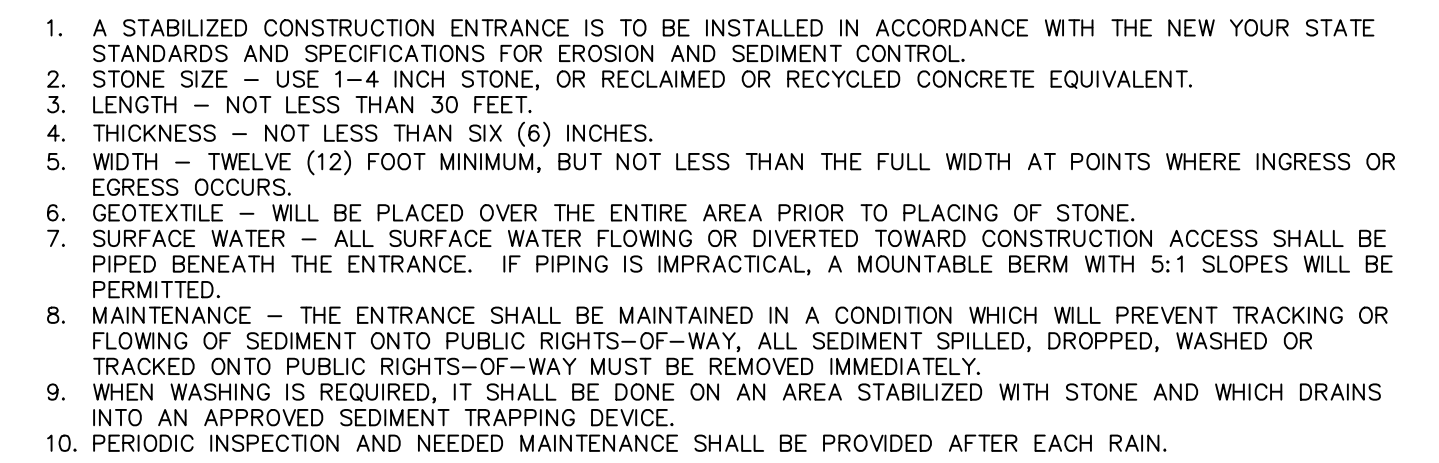 1. A STABILIZED CONSTRUCTION ENTRANCE IS TO BE INSTALLED IN ACCORDANCE WITH THE NEW YOUR STATE
STANDARDS AND SPECIFICATIONS FOR EROSION AND SEDIMENT CONTROL.
2. STONE SIZE – USE 1–4 INCH STONE, OR RECLAIMED OR RECYCLED CONCRETE EQUIVALENT.
3. LENGTH – NOT LESS THAN 30 FEET.
4. THICKNESS – NOT LESS THAN SIX (6) INCHES.
5. WIDTH – TWELVE (12) FOOT MINIMUM, BUT NOT LESS THAN THE FULL WIDTH AT POINTS WHERE INGRESS OR
EGRESS OCCURS.
6. GEOTEXTILE – WILL BE PLACED OVER THE ENTIRE AREA PRIOR TO PLACING OF STONE.
7. SURFACE WATER – ALL SURFACE WATER FLOWING OR DIVERTED TOWARD CONSTRUCTION ACCESS SHALL BE
PIPED BENEATH THE ENTRANCE. IF PIPING IS IMPRACTICAL, A MOUNTABLE BERM WITH 5:1 SLOPES WILL BE
PERMITTED.
8. MAINTENANCE – THE ENTRANCE SHALL BE MAINTAINED IN A CONDITION WHICH WILL PREVENT TRACKING OR
FLOWING OF SEDIMENT ONTO PUBLIC RIGHTS–OF–WAY, ALL SEDIMENT SPILLED, DROPPED, WASHED OR
TRACKED ONTO PUBLIC RIGHTS–OF–WAY MUST BE REMOVED IMMEDIATELY.
9. WHEN WASHING IS REQUIRED, IT SHALL BE DONE ON AN AREA STABILIZED WITH STONE AND WHICH DRAINS
INTO AN APPROVED SEDIMENT TRAPPING DEVICE.
10. PERIODIC INSPECTION AND NEEDED MAINTENANCE SHALL BE PROVIDED AFTER EACH RAIN.